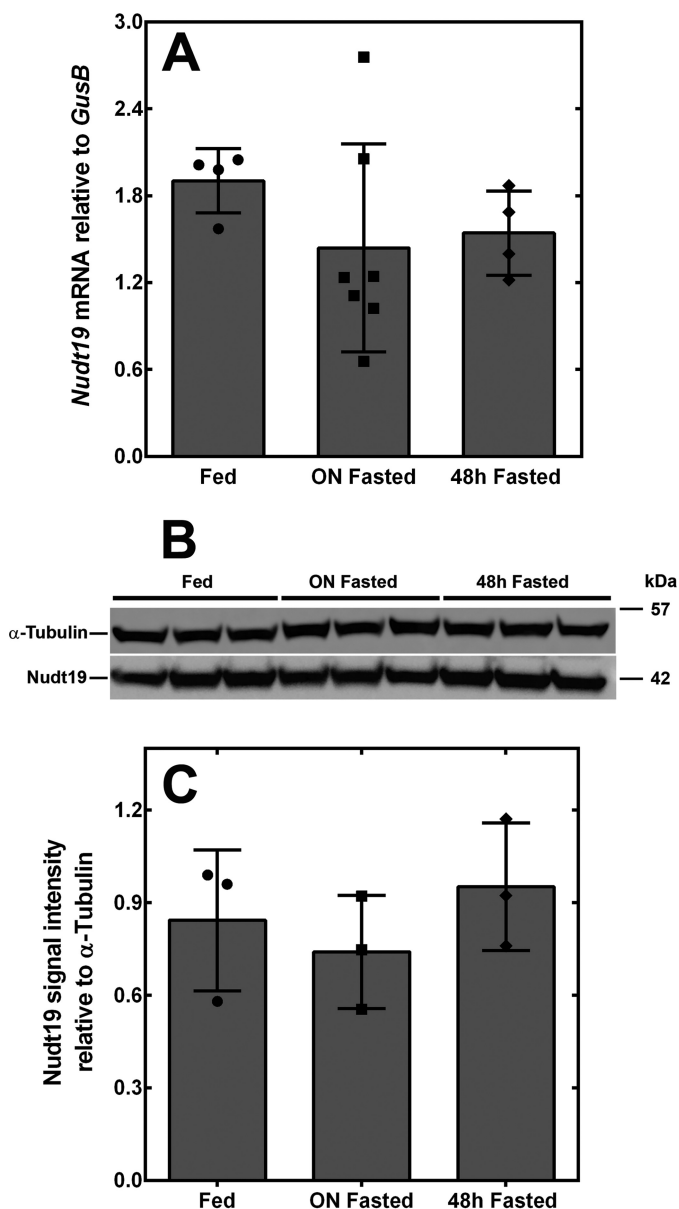 A
3.0
2.4
1.8
1.2
0.6
0.0
Nudt19 mRNA relative to GusB
Fed ON Fasted 48h Fasted
B
Fed ON Fasted 48h Fasted kDa
57
α-Tubulin
Nudt19 42
C
1.2
0.9
0.6
0.3
0.0
Nudt19 signal intensity
relative to α-Tubulin
Fed ON Fasted 48h Fasted